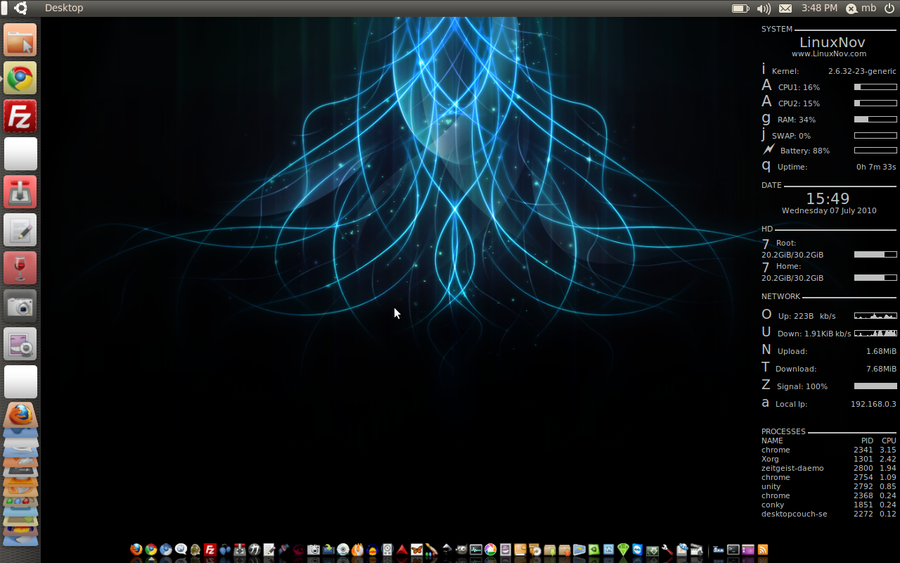 Desktop
3:48 PM
mb
SYSTEM
LinuxNov
www.LinuxNov.com
i Kernel: 2.6.32-23-generic
A CPU1: 16%
A CPU2: 15%
g RAM: 34%
j SWAP: 0%
Battery: 88%
q Uptime: 0h 7m 33s
DATE
15:49
Wednesday 07 July 2010
HD
7 Root:
20.2GiB/30.2GiB
7 Home:
20.2GiB/30.2GiB
NETWORK
O Up: 223B kb/s
U Down: 1.91KiB kb/s
N Upload: 1.68MiB
T Download: 7.68MiB
Z Signal: 100%
a Local Ip: 192.168.0.3
PROCESSES
NAME PID CPU
chrome 2341 3.15
Xorg 1301 2.42
zeitgeist-daemo 2800 1.94
chrome 2754 1.09
unity 2792 0.85
chrome 2368 0.24
conky 1851 0.24
desktopcouch-se 2272 0.12
Fz